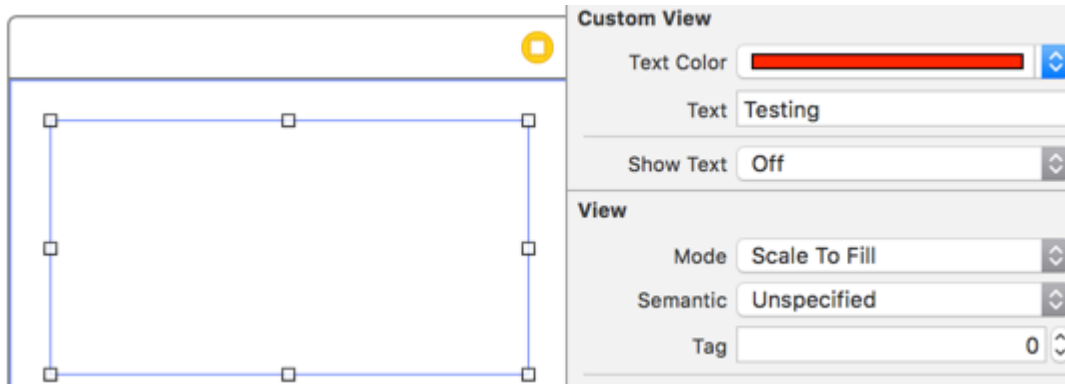 Custom View
Text Color
Text Testing
Show Text Off
View
Mode Scale To Fill
Semantic Unspecified
Tag 0